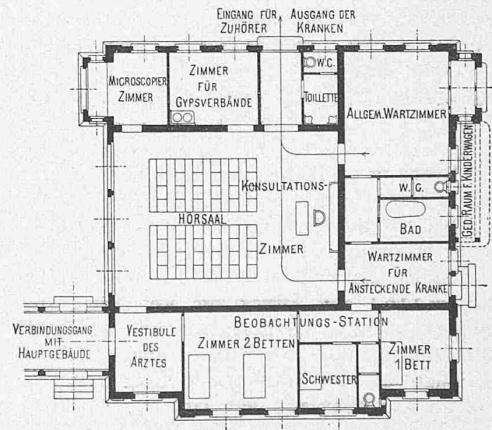 EINGANG FÜR
ZUHÖRER
AUSGANG DER
KRANKEN
MICROSCOPIER
ZIMMER
ZIMMER
FÜR
GYPSVERBÄNDE
W.C.
TOILLETTE
ALLGEM. WARTZIMMER
GED. RAUM F. KINDERWAGEN
KONSULTATIONS-
ZIMMER
HÖRSAAL
W. C.
BAD
WARTZIMMER
FÜR
ANSTECKENDE KRANKE
VERBINDUNGSGANG
MIT
HAUPTGEBÄUDE
VESTIBULE
DES
ARZTES
BEOBACHTUNGS-STATION
ZIMMER 2 BETTEN
SCHWESTER
ZIMMER
1 BETT